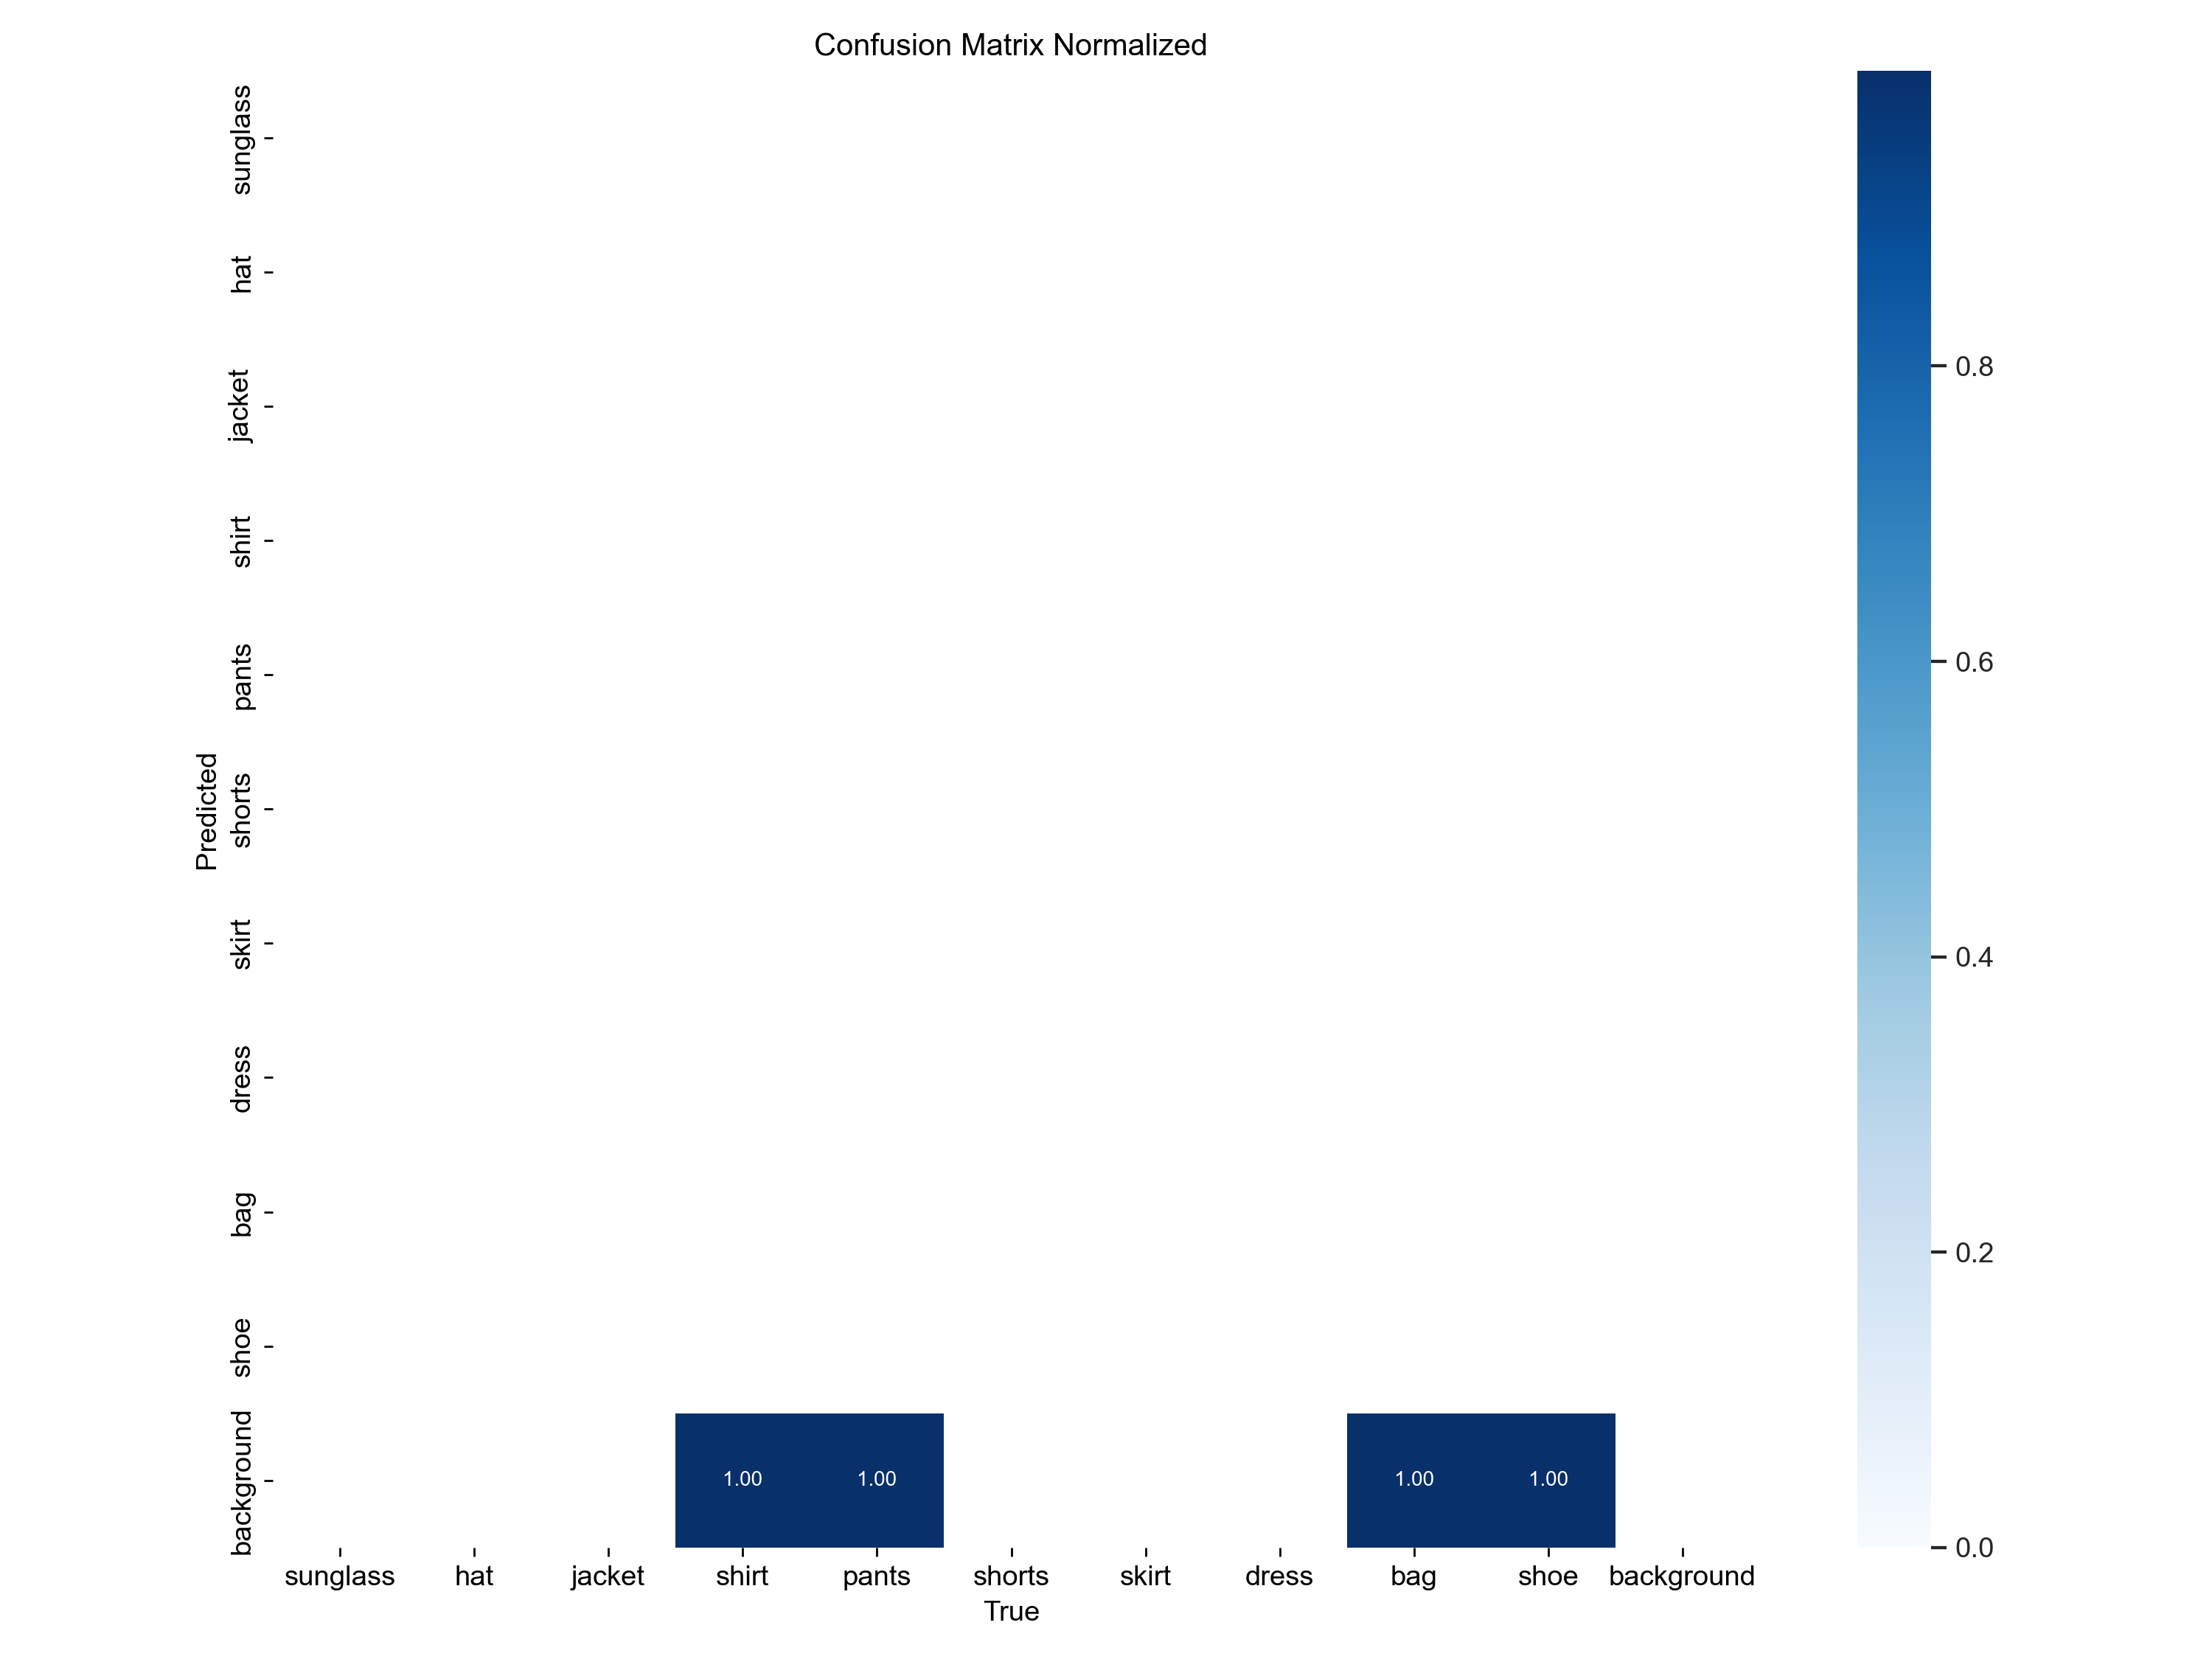 Confusion Matrix Normalized
sunglass
hat
jacket
shirt
pants
shorts
skirt
dress
bag
shoe
background
Predicted
1.00 1.00 1.00 1.00
sunglass hat jacket shirt pants shorts skirt dress bag shoe background
True
0.8
0.6
0.4
0.2
0.0